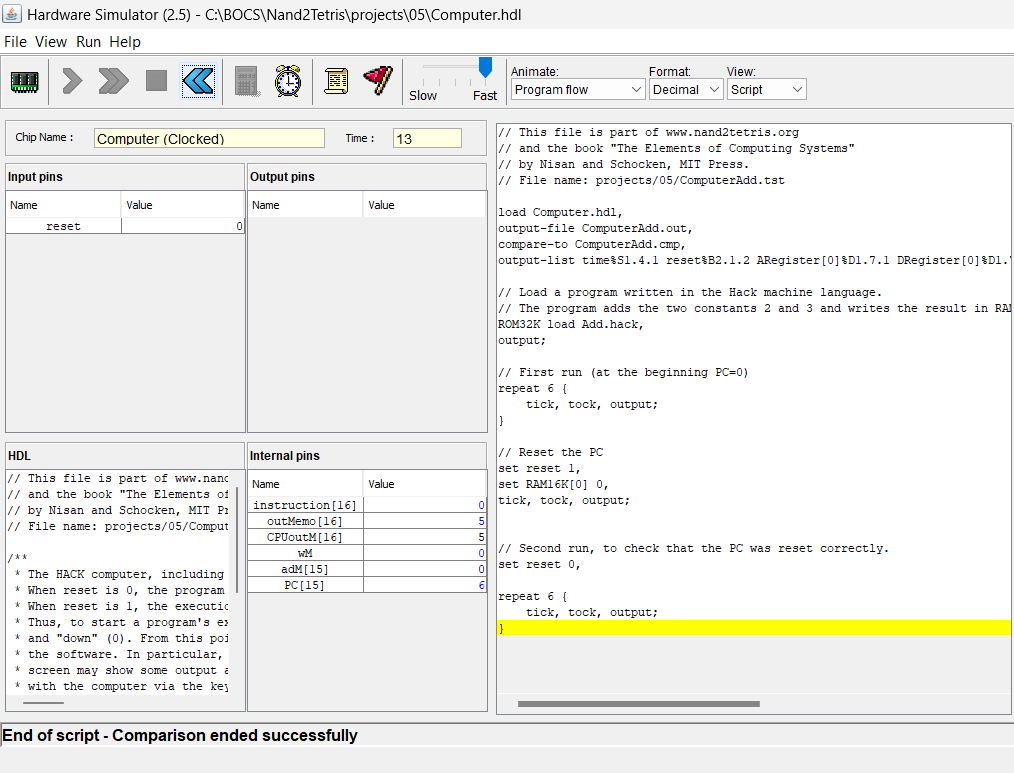 Hardware Simulator (2.5) - C:\BOCS\Nand2Tetris\projects\05\Computer.hdl
File View Run Help
Slow Fast
Animate: Format: View:
Program flow Decimal Script
Chip Name : Computer (Clocked) Time : 13
Input pins
Name Value
reset 0
Output pins
Name Value
HDL
// This file is part of www.nand
// and the book "The Elements of
// by Nisan and Schocken, MIT Pr
// File name: projects/05/Comput
/**
* The HACK computer, including
* When reset is 0, the program
* When reset is 1, the executio
* Thus, to start a program's ex
* and "down" (0). From this poi
* the software. In particular,
* screen may show some output a
* with the computer via the key
Internal pins
Name Value
instruction[16] 0
outMemo[16] 5
CPUoutM[16] 5
wM 0
adM[15] 0
PC[15] 6
// This file is part of www.nand2tetris.org
// and the book "The Elements of Computing Systems"
// by Nisan and Schocken, MIT Press.
// File name: projects/05/ComputerAdd.tst
load Computer.hdl,
output-file ComputerAdd.out,
compare-to ComputerAdd.cmp,
output-list time%S1.4.1 reset%B2.1.2 ARegister[0]%D1.7.1 DRegister[0]%D1.7
// Load a program written in the Hack machine language.
// The program adds the two constants 2 and 3 and writes the result in RAM
ROM32K load Add.hack,
output;
// First run (at the beginning PC=0)
repeat 6 {
tick, tock, output;
}
// Reset the PC
set reset 1,
set RAM16K[0] 0,
tick, tock, output;
// Second run, to check that the PC was reset correctly.
set reset 0,
repeat 6 {
tick, tock, output;
}
End of script - Comparison ended successfully